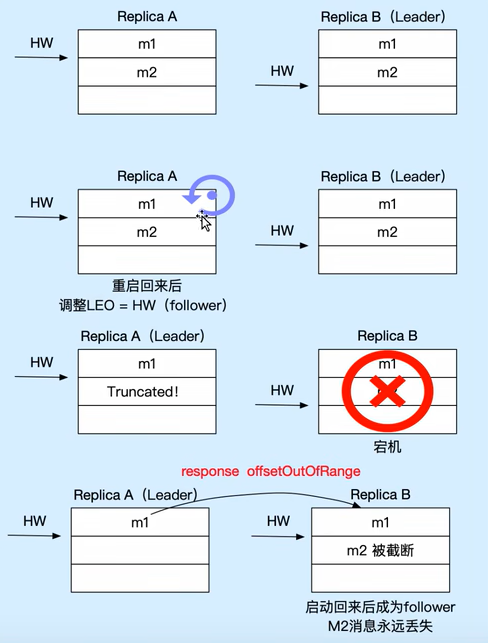 Replica A
Replica B（Leader）
HW
m1
m2
HW
m1
m2
Replica A
Replica B（Leader）
HW
m1
m2
HW
m1
m2
重启回来后
调整LEO = HW（follower）
Replica A（Leader）
Replica B
HW
m1
Truncated！
HW
m1
宕机
response offsetOutOfRange
Replica A（Leader）
Replica B
HW
m1
HW
m1
m2 被截断
启动回来后成为follower
M2消息永远丢失